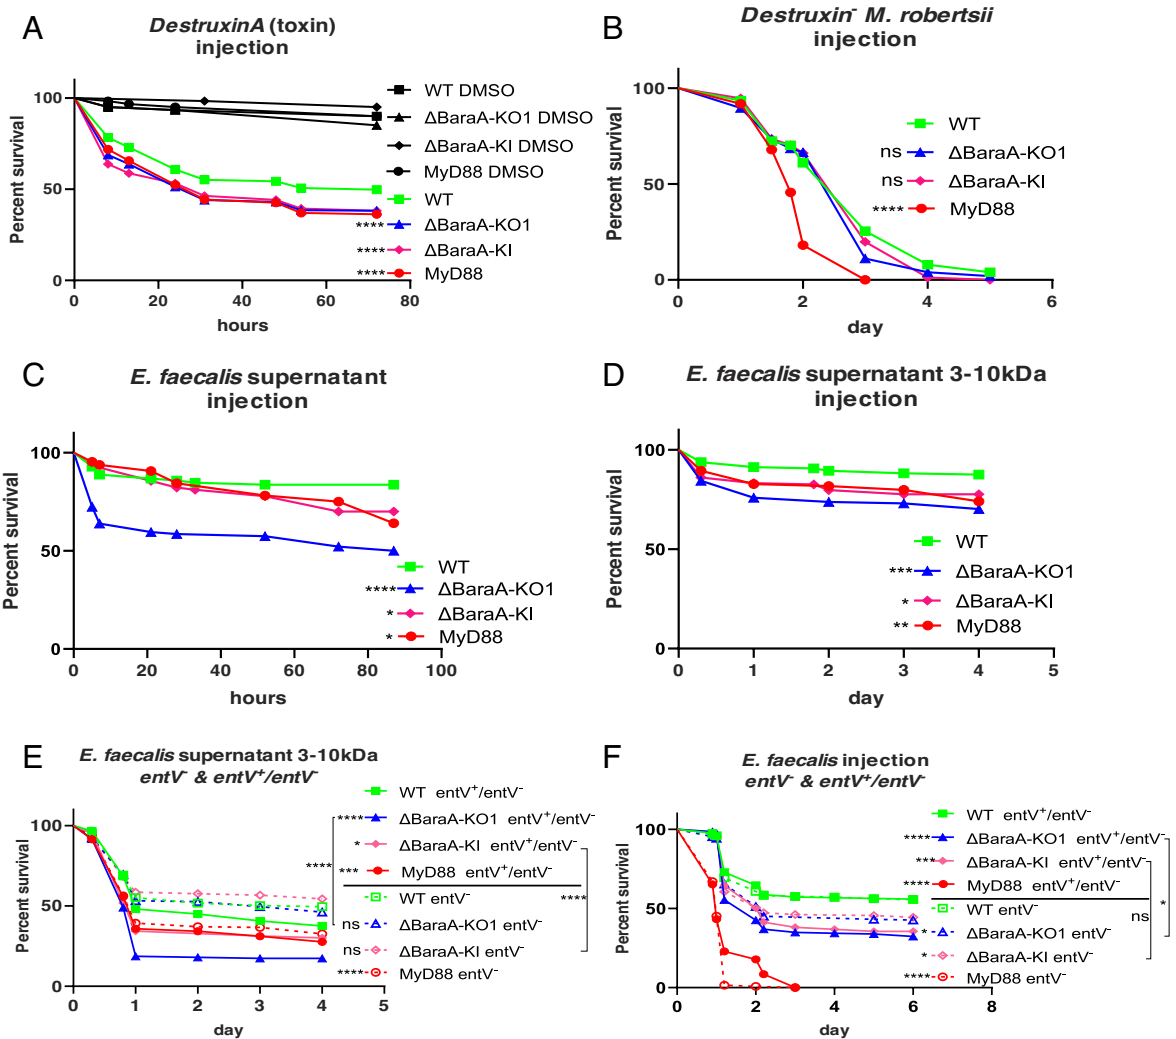 A
DestruxinA (toxin)
injection
Percent survival
100
50
0
0 20 40 60 80
hours
WT DMSO
ΔBaraA-KO1 DMSO
ΔBaraA-KI DMSO
MyD88 DMSO
WT
**** ΔBaraA-KO1
**** ΔBaraA-KI
**** MyD88
B
Destruxin⁻ M. robertsii
injection
Percent survival
100
50
0
0 2 4 6
day
WT
ns ΔBaraA-KO1
ns ΔBaraA-KI
**** MyD88
C
E. faecalis supernatant
injection
Percent survival
100
50
0
0 20 40 60 80 100
hours
WT
**** ΔBaraA-KO1
* ΔBaraA-KI
* MyD88
D
E. faecalis supernatant 3-10kDa
injection
Percent survival
100
50
0
0 1 2 3 4 5
day
WT
*** ΔBaraA-KO1
* ΔBaraA-KI
** MyD88
E
E. faecalis supernatant 3-10kDa
entV⁻ & entV⁺/entV⁻
Percent survival
100
50
0
0 1 2 3 4 5
day
WT entV⁺/entV⁻
**** ΔBaraA-KO1 entV⁺/entV⁻
* ΔBaraA-KI entV⁺/entV⁻
*** MyD88 entV⁺/entV⁻
WT entV⁻
ns ΔBaraA-KO1 entV⁻
ns ΔBaraA-KI entV⁻
**** MyD88 entV⁻
****
****
F
E. faecalis injection
entV⁻ & entV⁺/entV⁻
Percent survival
100
50
0
0 2 4 6 8
day
WT entV⁺/entV⁻
**** ΔBaraA-KO1 entV⁺/entV⁻
*** ΔBaraA-KI entV⁺/entV⁻
**** MyD88 entV⁺/entV⁻
WT entV⁻
* ΔBaraA-KO1 entV⁻
* ΔBaraA-KI entV⁻
**** MyD88 entV⁻
ns
*